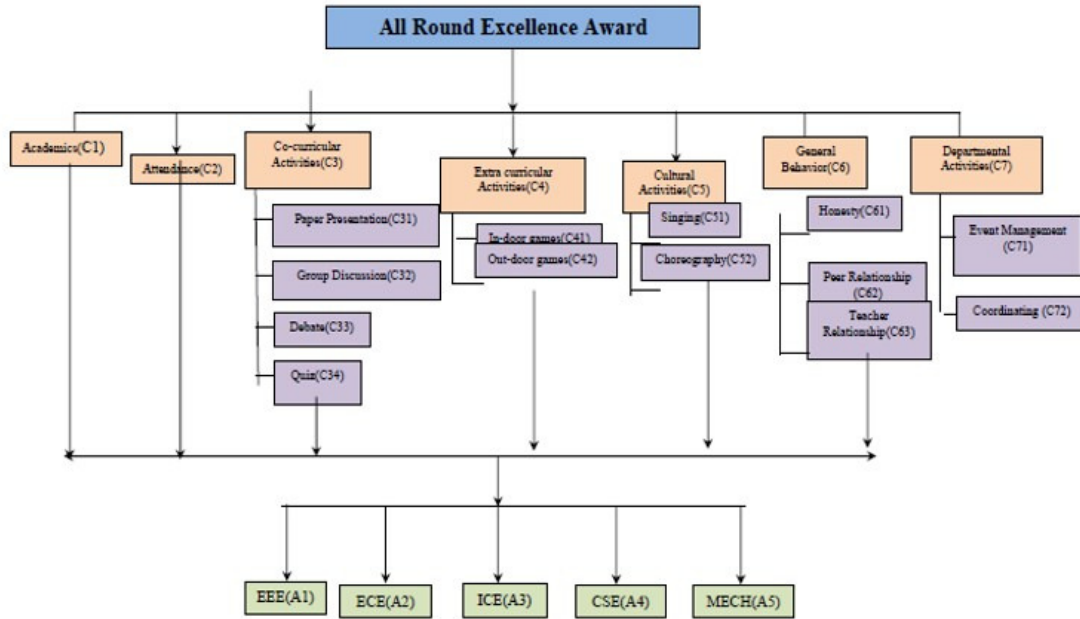 All Round Excellence Award
Academics(C1)
Attendance(C2)
Co-curricular
Activities(C3)
Extra curricular
Activities(C4)
Cultural
Activities(C5)
General
Behavior(C6)
Departmental
Activities(C7)
Paper Presentation(C31)
Group Discussion(C32)
Debate(C33)
Quiz(C34)
In-door games(C41)
Out-door games(C42)
Singing(C51)
Choreography(C52)
Honesty(C61)
Peer Relationship
(C62)
Teacher
Relationship(C63)
Event Management
(C71)
Coordinating (C72)
EEE(A1)
ECE(A2)
ICE(A3)
CSE(A4)
MECH(A5)